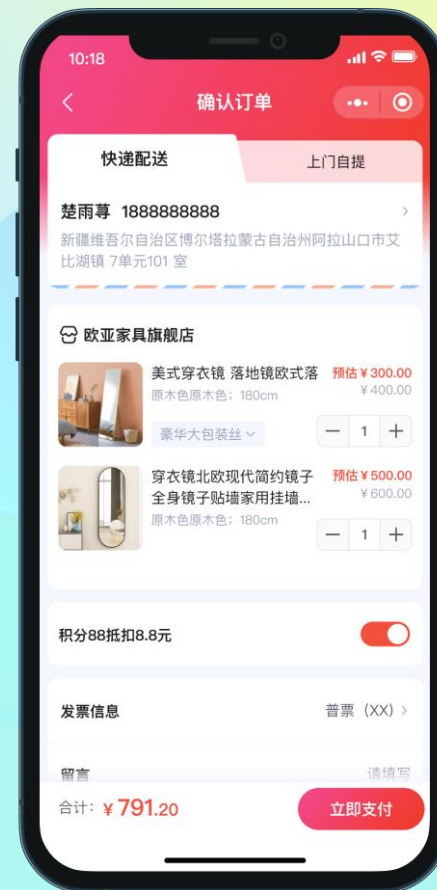 10:18
确认订单
快递配送
上门自提
楚雨荨 1888888888
新疆维吾尔自治区博尔塔拉蒙古自治州阿拉山口市艾
比湖镇 7单元101 室
欧亚家具旗舰店
美式穿衣镜 落地镜欧式落 预估¥300.00
原木色原木色；180cm ¥400.00
豪华大包装丝
1
穿衣镜北欧现代简约镜子 预估¥500.00
全身镜子贴墙家用挂墙... ¥600.00
原木色原木色；180cm
1
积分88抵扣8.8元
发票信息 普票（XX）
留言 请填写
合计：¥791.20
立即支付